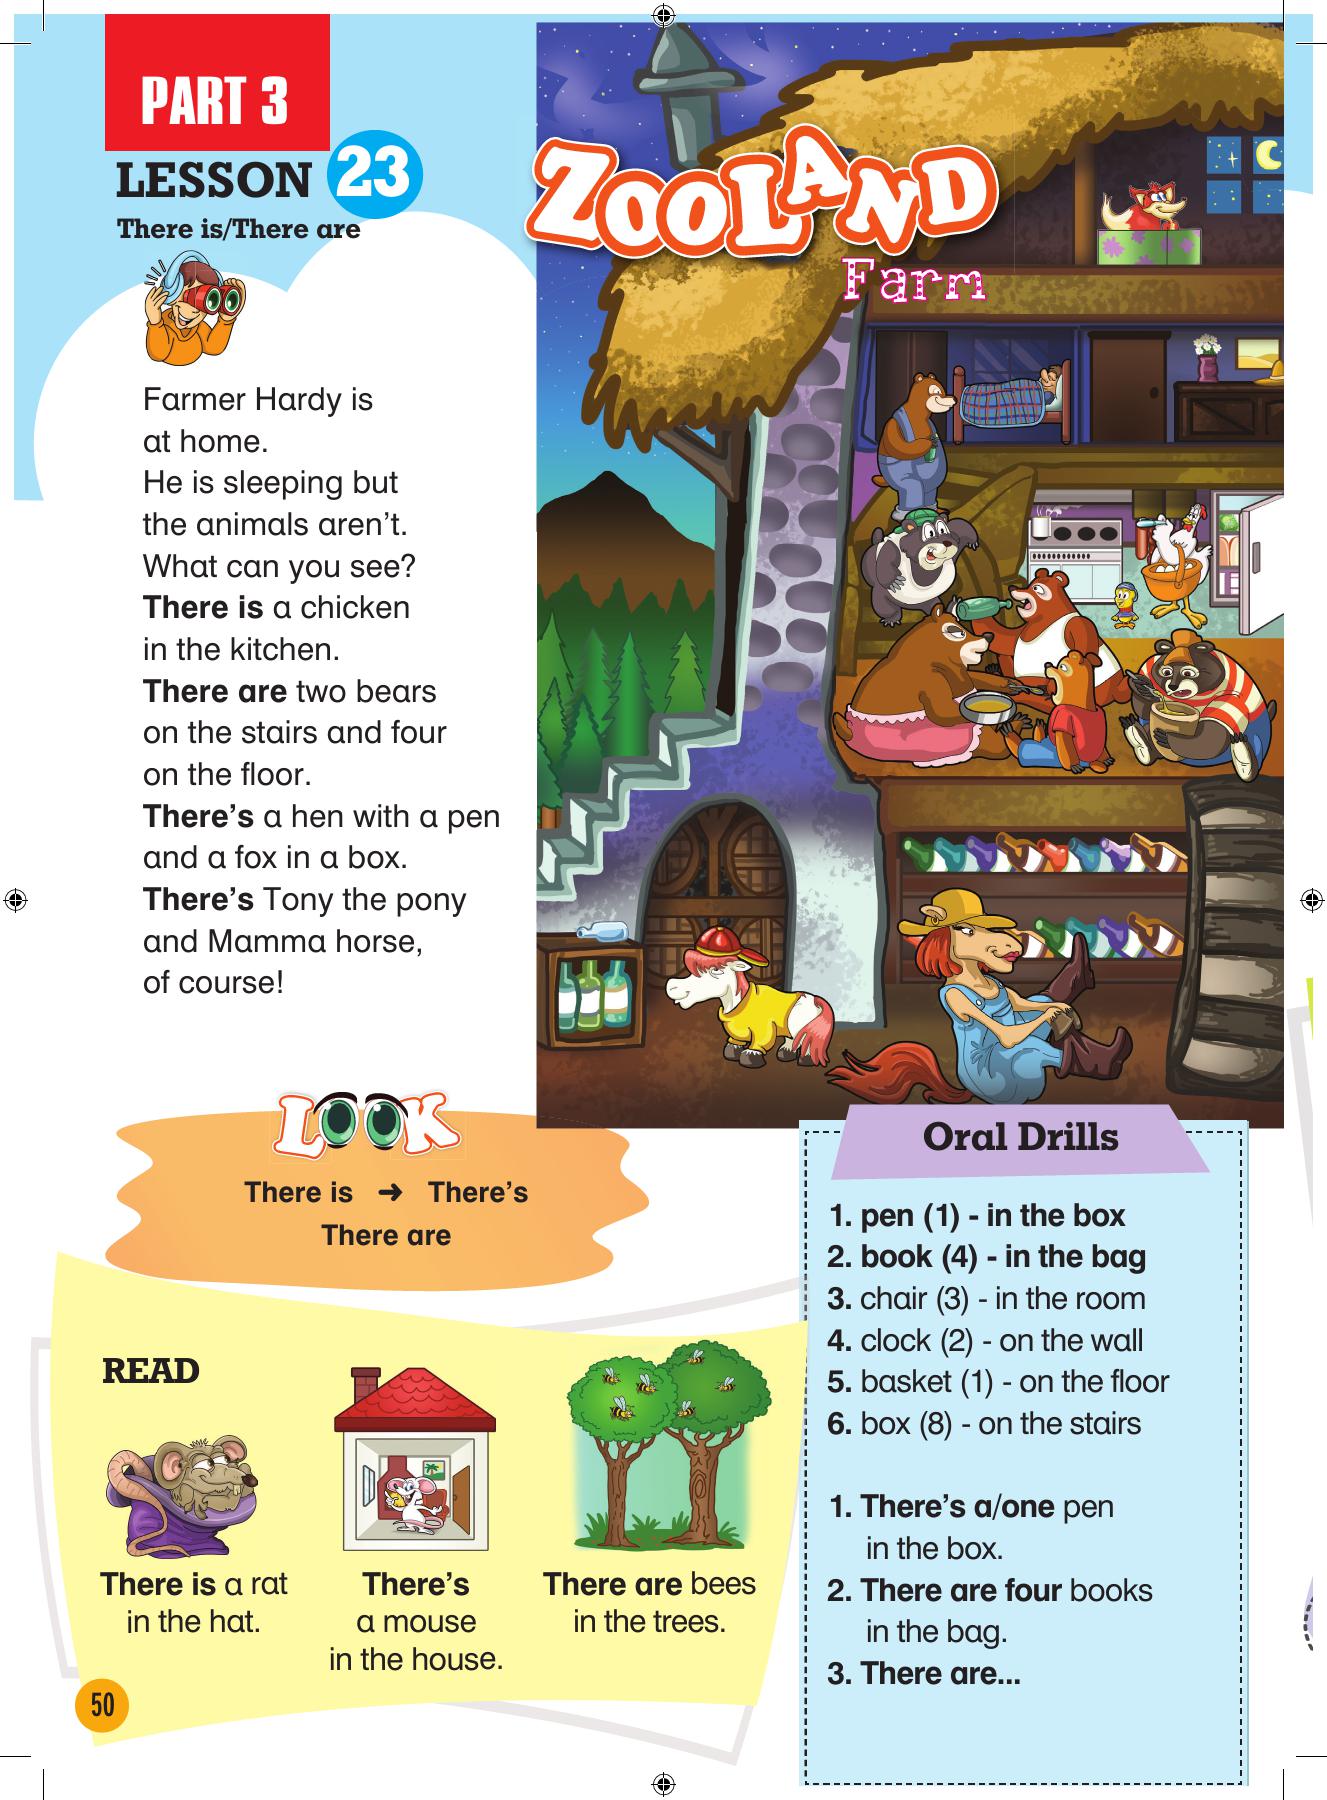 PART 3
LESSON 23
There is/There are
ZOOLAND
Farm
Farmer Hardy is
at home.
He is sleeping but
the animals aren't.
What can you see?
There is a chicken
in the kitchen.
There are two bears
on the stairs and four
on the floor.
There's a hen with a pen
and a fox in a box.
There's Tony the pony
and Mamma horse,
of course!
LOOK
There is ➜ There's
There are
READ
There is a rat
in the hat.
There's
a mouse
in the house.
There are bees
in the trees.
Oral Drills
1. pen (1) - in the box
2. book (4) - in the bag
3. chair (3) - in the room
4. clock (2) - on the wall
5. basket (1) - on the floor
6. box (8) - on the stairs
1. There's a/one pen
in the box.
2. There are four books
in the bag.
3. There are...
50